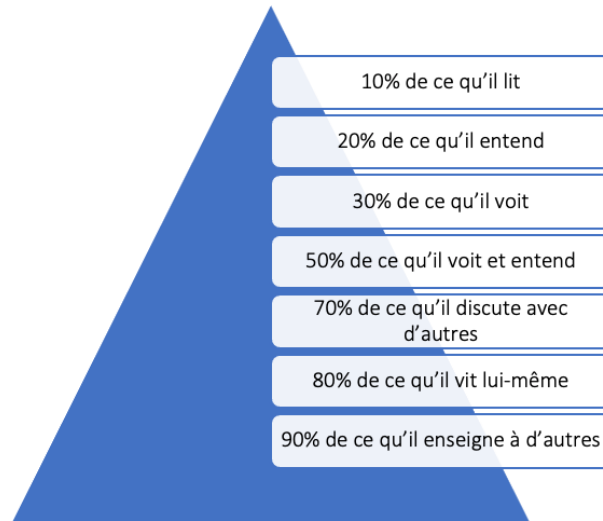 10% de ce qu’il lit
20% de ce qu’il entend
30% de ce qu’il voit
50% de ce qu’il voit et entend
70% de ce qu’il discute avec
d’autres
80% de ce qu’il vit lui-même
90% de ce qu’il enseigne à d’autres